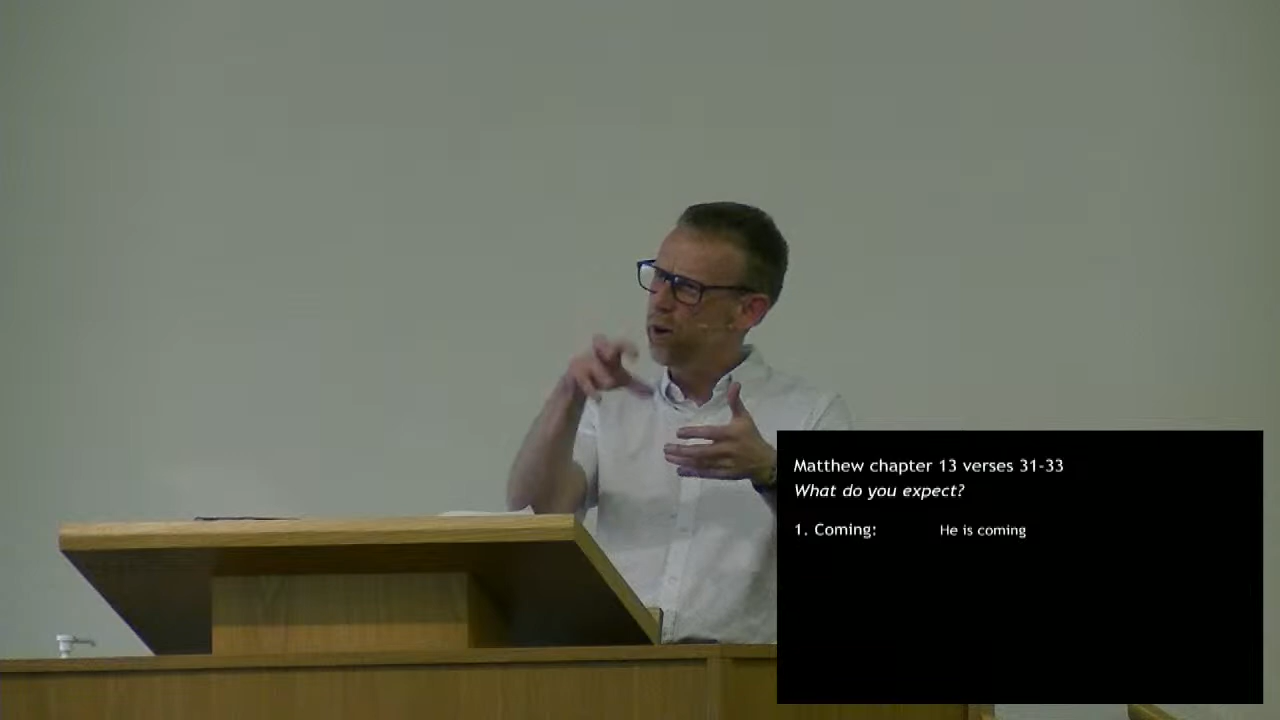 Matthew chapter 13 verses 31-33
What do you expect?
1. Coming: He is coming